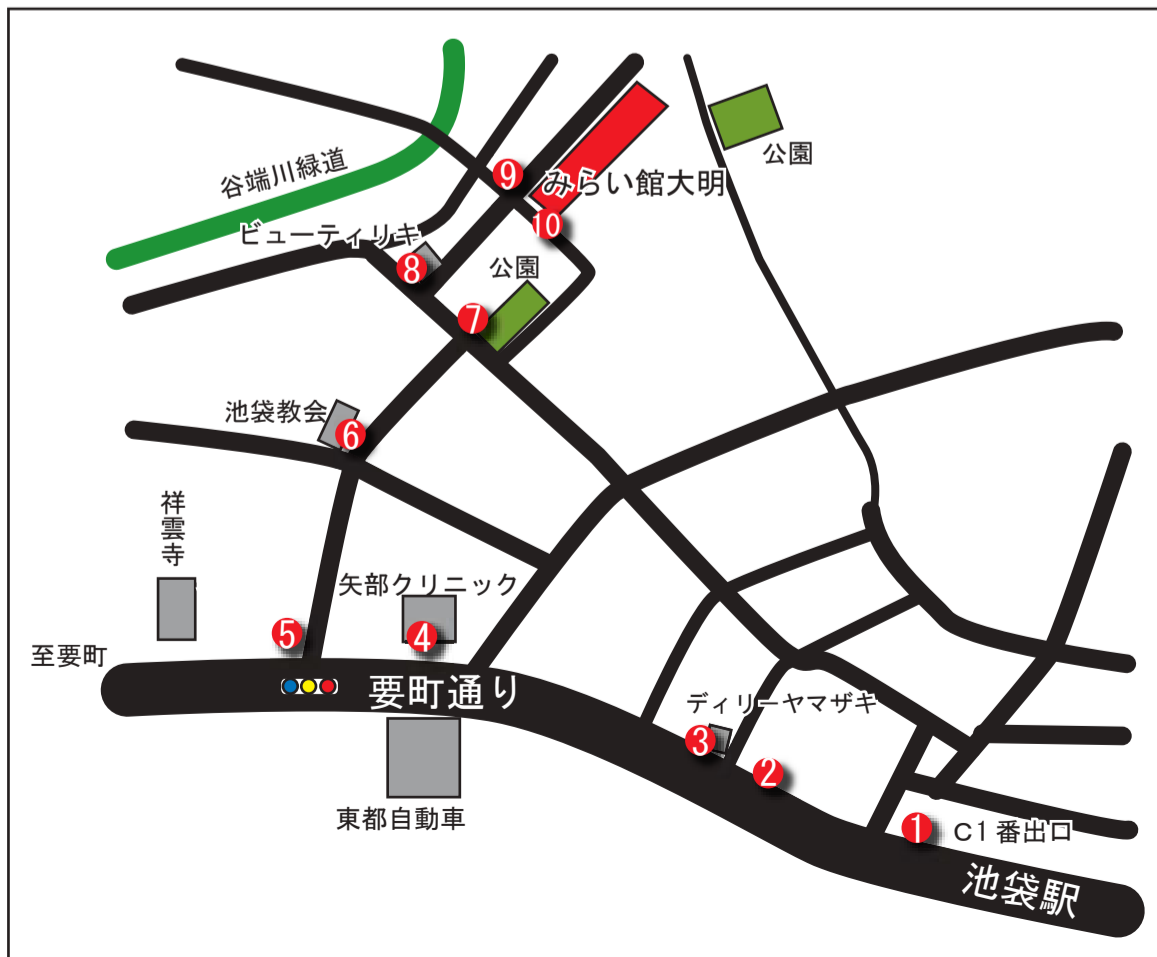 公園
谷端川緑道
⑨
みらい館大明
⑩
ビューティリキ
⑧
公園
⑦
池袋教会
⑥
祥雲寺
矢部クリニック
⑤
④
至要町
要町通り
ディリーヤマザキ
③
②
東都自動車
①
C1番出口
池袋駅